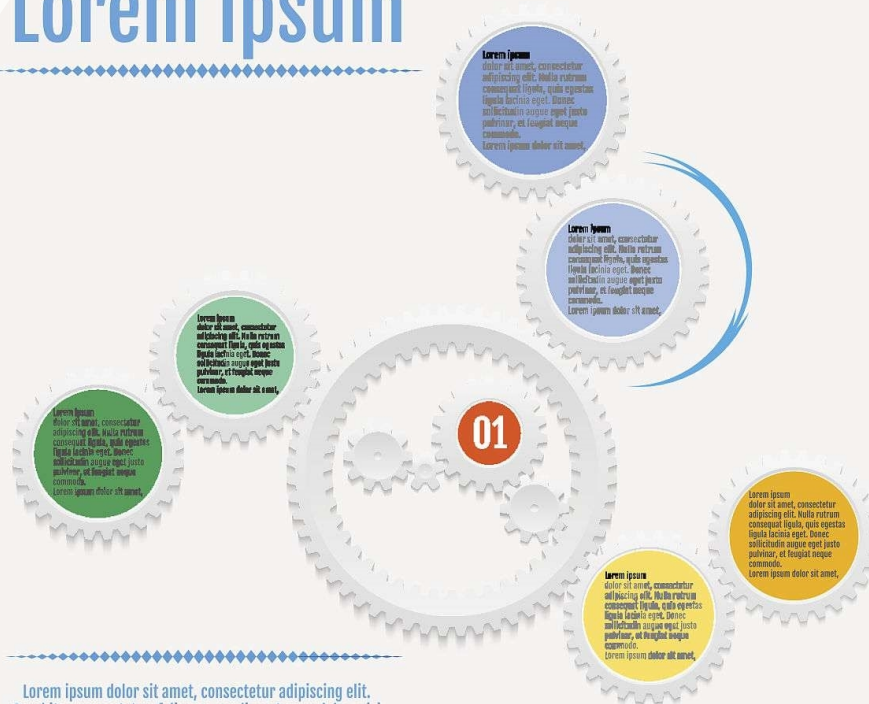 Lorem ipsum
Lorem ipsum
dolor sit amet, consectetur
adipiscing elit. Nulla rutrum
consequat ligula, quis egestas
ligula lacinia eget. Donec
sollicitudin augue eget justo
pulvinar, et feugiat neque
commodo.
Lorem ipsum dolor sit amet,
Lorem ipsum
dolor sit amet, consectetur
adipiscing elit. Nulla rutrum
consequat ligula, quis egestas
ligula lacinia eget. Donec
sollicitudin augue eget justo
pulvinar, et feugiat neque
commodo.
Lorem ipsum dolor sit amet,
Lorem ipsum
dolor sit amet, consectetur
adipiscing elit. Nulla rutrum
consequat ligula, quis egestas
ligula lacinia eget. Donec
sollicitudin augue eget justo
pulvinar, et feugiat neque
commodo.
Lorem ipsum dolor sit amet,
Lorem ipsum
dolor sit amet, consectetur
adipiscing elit. Nulla rutrum
consequat ligula, quis egestas
ligula lacinia eget. Donec
sollicitudin augue eget justo
pulvinar, et feugiat neque
commodo.
Lorem ipsum dolor sit amet,
01
Lorem ipsum
dolor sit amet, consectetur
adipiscing elit. Nulla rutrum
consequat ligula, quis egestas
ligula lacinia eget. Donec
sollicitudin augue eget justo
pulvinar, et feugiat neque
commodo.
Lorem ipsum dolor sit amet,
Lorem ipsum
dolor sit amet, consectetur
adipiscing elit. Nulla rutrum
consequat ligula, quis egestas
ligula lacinia eget. Donec
sollicitudin augue eget justo
pulvinar, et feugiat neque
commodo.
Lorem ipsum dolor sit amet,
Lorem ipsum dolor sit amet, consectetur adipiscing elit.